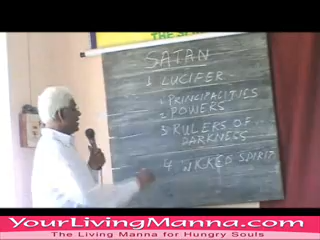 SATAN
1 LUCIFER
1 PRINCIPALITIES
2 POWERS
3 RULERS OF
DARKNESS
4 WICKED SPIRIT
YourLivingManna.com
The Living Manna for Hungry Souls